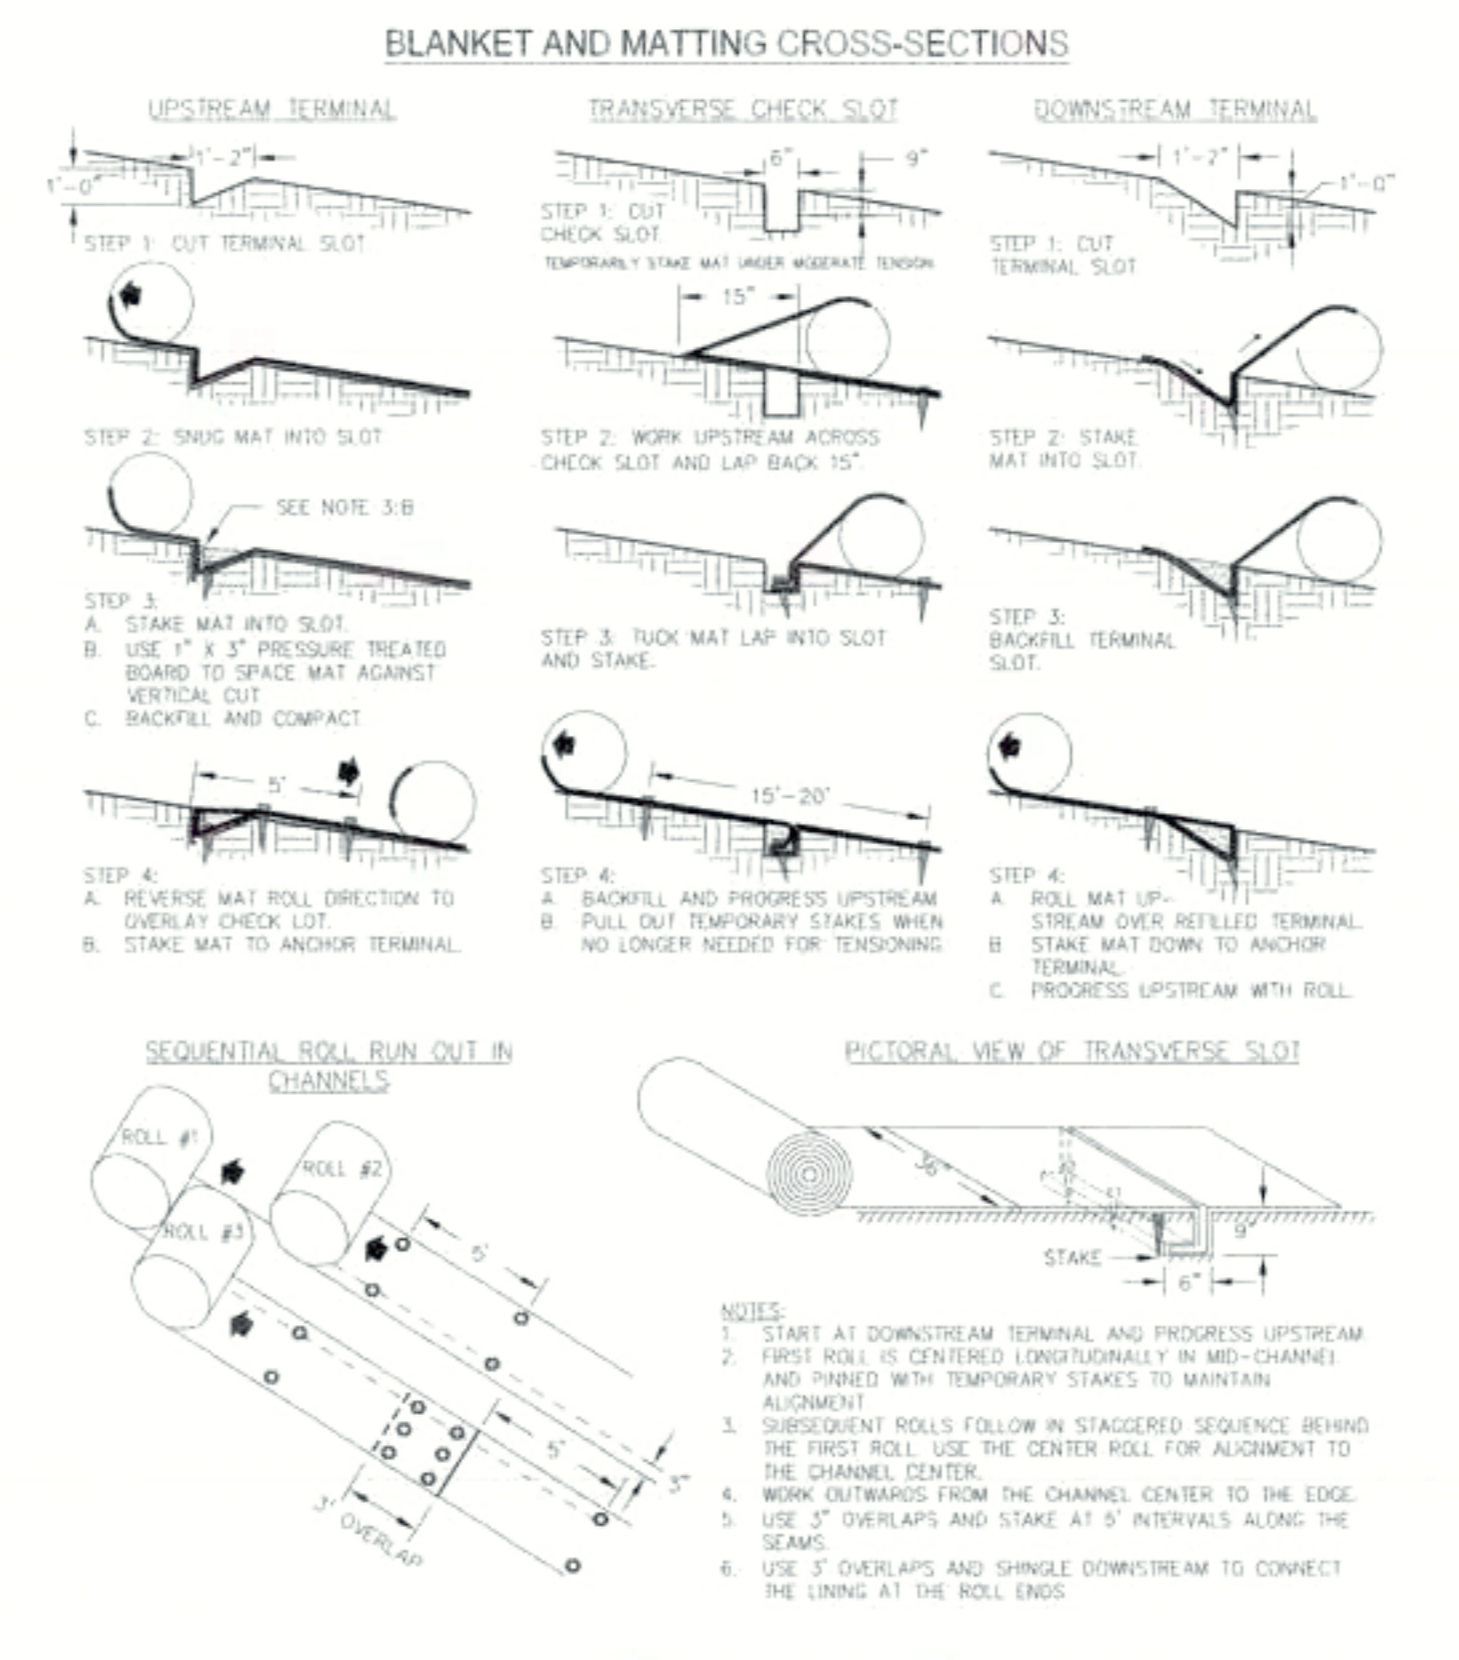 BLANKET AND MATTING CROSS-SECTIONS
UPSTREAM TERMINAL
1'-2"
1'-0"
STEP 1: CUT TERMINAL SLOT
STEP 2: SNUG MAT INTO SLOT
SEE NOTE 3:B
STEP 3:
A. STAKE MAT INTO SLOT.
B. USE 1" X 3" PRESSURE TREATED
BOARD TO SPACE MAT AGAINST
VERTICAL CUT
C. BACKFILL AND COMPACT
5'
STEP 4:
A. REVERSE MAT ROLL DIRECTION TO
OVERLAY CHECK LOT.
B. STAKE MAT TO ANCHOR TERMINAL.
TRANSVERSE CHECK SLOT
6"
9"
STEP 1: CUT
CHECK SLOT.
TEMPORARILY STAKE MAT UNDER MODERATE TENSION
15"
STEP 2: WORK UPSTREAM ACROSS
CHECK SLOT AND LAP BACK 15".
STEP 3: TUCK MAT LAP INTO SLOT
AND STAKE.
15'-20'
STEP 4:
A. BACKFILL AND PROGRESS UPSTREAM
B. PULL OUT TEMPORARY STAKES WHEN
NO LONGER NEEDED FOR TENSIONING
DOWNSTREAM TERMINAL
1'-2"
1'-0"
STEP 1: CUT
TERMINAL SLOT
STEP 2: STAKE
MAT INTO SLOT.
STEP 3:
BACKFILL TERMINAL
SLOT.
STEP 4:
A. ROLL MAT UP-
STREAM OVER REFILLED TERMINAL.
B STAKE MAT DOWN TO ANCHOR
TERMINAL.
C. PROGRESS UPSTREAM WITH ROLL.
SEQUENTIAL ROLL RUN OUT IN
CHANNELS
ROLL #1
ROLL #2
ROLL #3
5'
5'
3"
3' OVERLAP
PICTORAL VIEW OF TRANSVERSE SLOT
36"
9"
STAKE
6"
NOTES:
1. START AT DOWNSTREAM TERMINAL AND PROGRESS UPSTREAM
2. FIRST ROLL IS CENTERED LONGITUDINALLY IN MID-CHANNEL
AND PINNED WITH TEMPORARY STAKES TO MAINTAIN
ALIGNMENT
3. SUBSEQUENT ROLLS FOLLOW IN STAGGERED SEQUENCE BEHIND
THE FIRST ROLL. USE THE CENTER ROLL FOR ALIGNMENT TO
THE CHANNEL CENTER.
4. WORK OUTWARDS FROM THE CHANNEL CENTER TO THE EDGE.
5. USE 3" OVERLAPS AND STAKE AT 5' INTERVALS ALONG THE
SEAMS.
6. USE 3' OVERLAPS AND SHINGLE DOWNSTREAM TO CONNECT
THE LINING AT THE ROLL ENDS